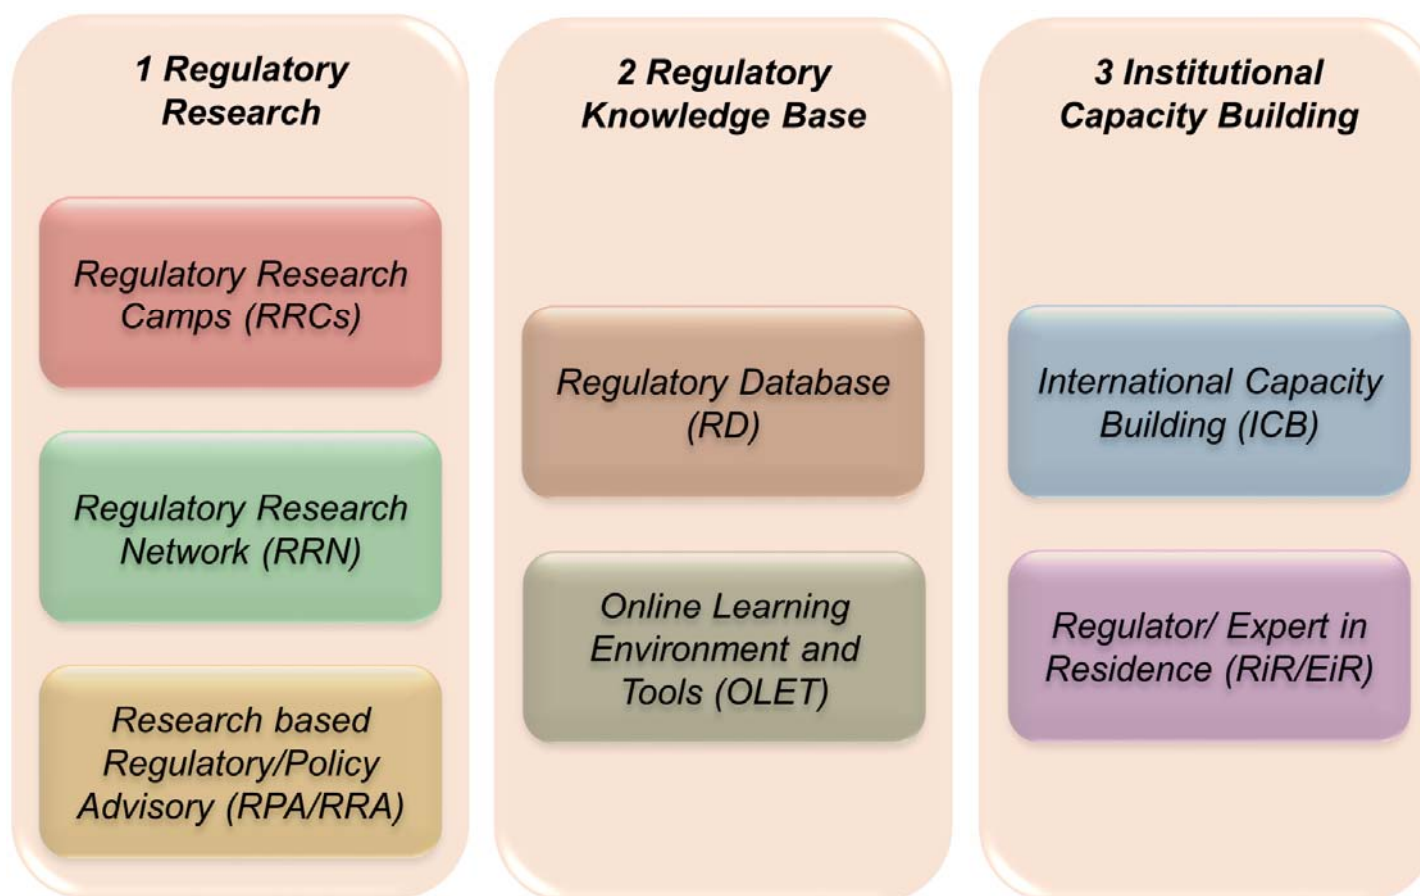 1 Regulatory
Research
Regulatory Research
Camps (RRCs)
Regulatory Research
Network (RRN)
Research based
Regulatory/Policy
Advisory (RPA/RRA)
2 Regulatory
Knowledge Base
Regulatory Database
(RD)
Online Learning
Environment and
Tools (OLET)
3 Institutional
Capacity Building
International Capacity
Building (ICB)
Regulator/ Expert in
Residence (RiR/EiR)